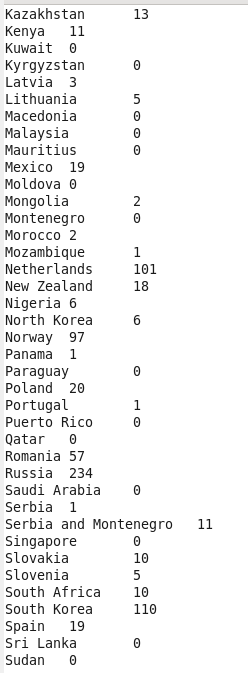 Kazakhstan 13
Kenya 11
Kuwait 0
Kyrgyzstan 0
Latvia 3
Lithuania 5
Macedonia 0
Malaysia 0
Mauritius 0
Mexico 19
Moldova 0
Mongolia 2
Montenegro 0
Morocco 2
Mozambique 1
Netherlands 101
New Zealand 18
Nigeria 6
North Korea 6
Norway 97
Panama 1
Paraguay 0
Poland 20
Portugal 1
Puerto Rico 0
Qatar 0
Romania 57
Russia 234
Saudi Arabia 0
Serbia 1
Serbia and Montenegro 11
Singapore 0
Slovakia 10
Slovenia 5
South Africa 10
South Korea 110
Spain 19
Sri Lanka 0
Sudan 0